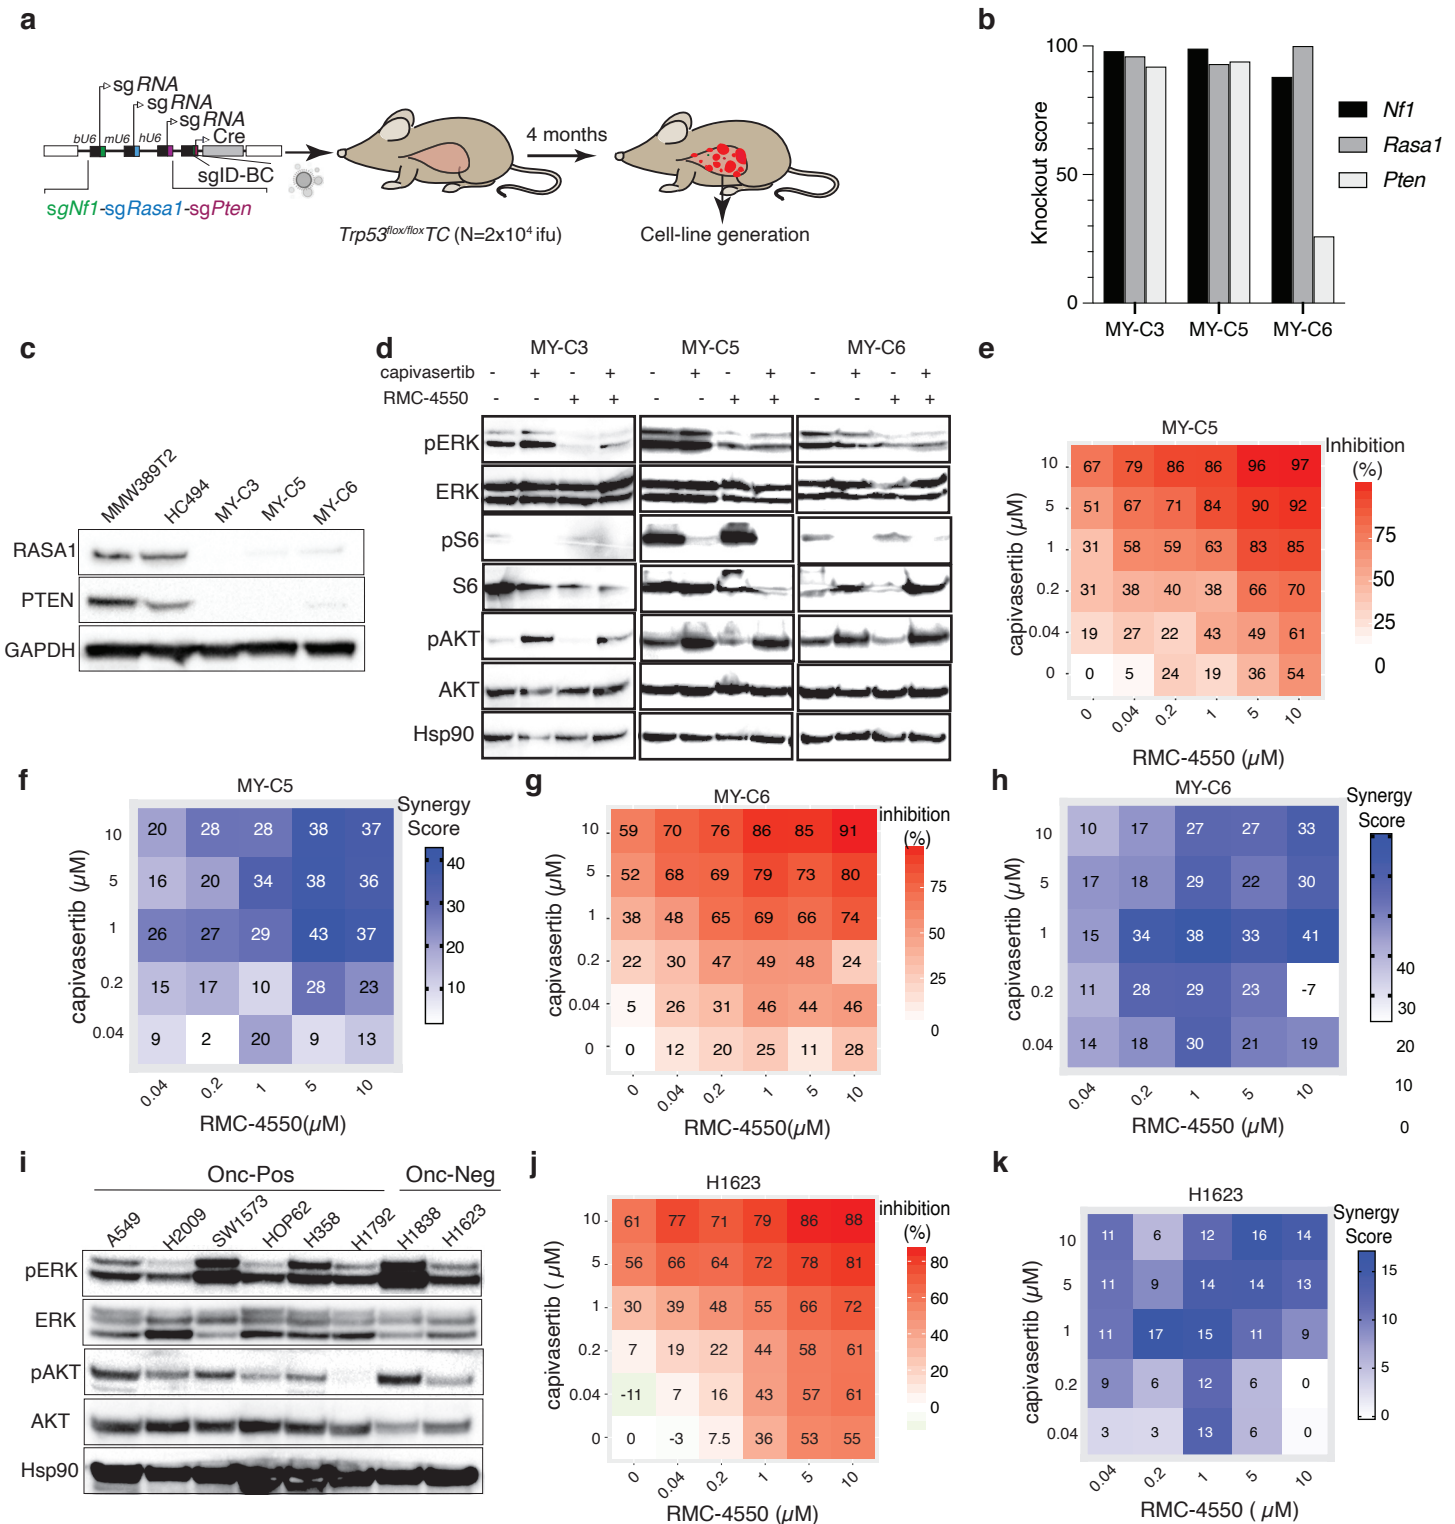 a
sgRNA
sgRNA
sgRNA
bU6 mU6 hU6 Cre
sgID-BC
sgNf1-sgRasa1-sgPten
4 months
Trp53flox/flox TC (N=2x10⁴ ifu)
Cell-line generation
b
Knockout score
100
50
0
MY-C3 MY-C5 MY-C6
Nf1
Rasa1
Pten
c
MMW389T2 HC494 MY-C3 MY-C5 MY-C6
RASA1
PTEN
GAPDH
d
MY-C3 MY-C5 MY-C6
capivasertib - + - + - + - + - + - +
RMC-4550 - - + + - - + + - - + +
pERK
ERK
pS6
S6
pAKT
AKT
Hsp90
e
MY-C5
Inhibition
(%)
75
50
25
0
capivasertib (µM)
10 67 79 86 86 96 97
5 51 67 71 84 90 92
1 31 58 59 63 83 85
0.2 31 38 40 38 66 70
0.04 19 27 22 43 49 61
0 0 5 24 19 36 54
0 0.04 0.2 1 5 10
RMC-4550 (µM)
f
MY-C5
Synergy
Score
40
30
20
10
capivasertib (µM)
10 20 28 28 38 37
5 16 20 34 38 36
1 26 27 29 43 37
0.2 15 17 10 28 23
0.04 9 2 20 9 13
0.04 0.2 1 5 10
RMC-4550(µM)
g
MY-C6
inhibition
(%)
75
50
25
0
capivasertib (µM)
10 59 70 76 86 85 91
5 52 68 69 79 73 80
1 38 48 65 69 66 74
0.2 22 30 47 49 48 24
0.04 5 26 31 46 44 46
0 0 12 20 25 11 28
0 0.04 0.2 1 5 10
RMC-4550(µM)
h
MY-C6
Synergy
Score
40
30
20
10
0
capivasertib (µM)
10 10 17 27 27 33
5 17 18 29 22 30
1 15 34 38 33 41
0.2 11 28 29 23 -7
0.04 14 18 30 21 19
0.04 0.2 1 5 10
RMC-4550 (µM)
i
Onc-Pos Onc-Neg
A549 H2009 SW1573 HOP62 H358 H1792 H1838 H1623
pERK
ERK
pAKT
AKT
Hsp90
j
H1623
inhibition
(%)
80
60
40
20
0
capivasertib ( µM)
10 61 77 71 79 86 88
5 56 66 64 72 78 81
1 30 39 48 55 66 72
0.2 7 19 22 44 58 61
0.04 -11 7 16 43 57 61
0 0 -3 7.5 36 53 55
0 0.04 0.2 1 5 10
RMC-4550 (µM)
k
H1623
Synergy
Score
15
10
5
0
capivasertib (µM)
10 11 6 12 16 14
5 11 9 14 14 13
1 11 17 15 11 9
0.2 9 6 12 6 0
0.04 3 3 13 6 0
0.04 0.2 1 5 10
RMC-4550 ( µM)